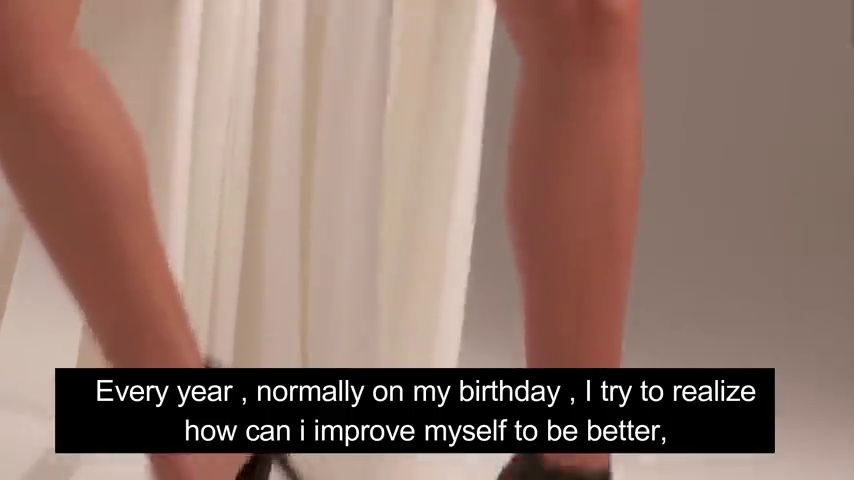 Every year , normally on my birthday , I try to realize
how can i improve myself to be better,